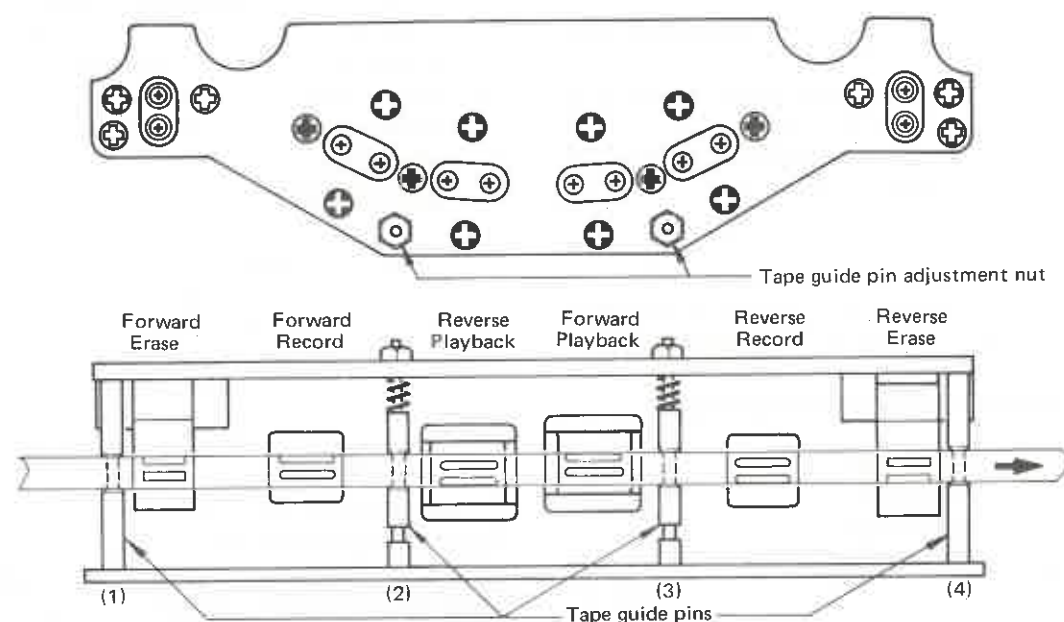 Tape guide pin adjustment nut
Forward
Erase
Forward
Record
Reverse
Playback
Forward
Playback
Reverse
Record
Reverse
Erase
(1)
(2)
(3)
(4)
Tape guide pins